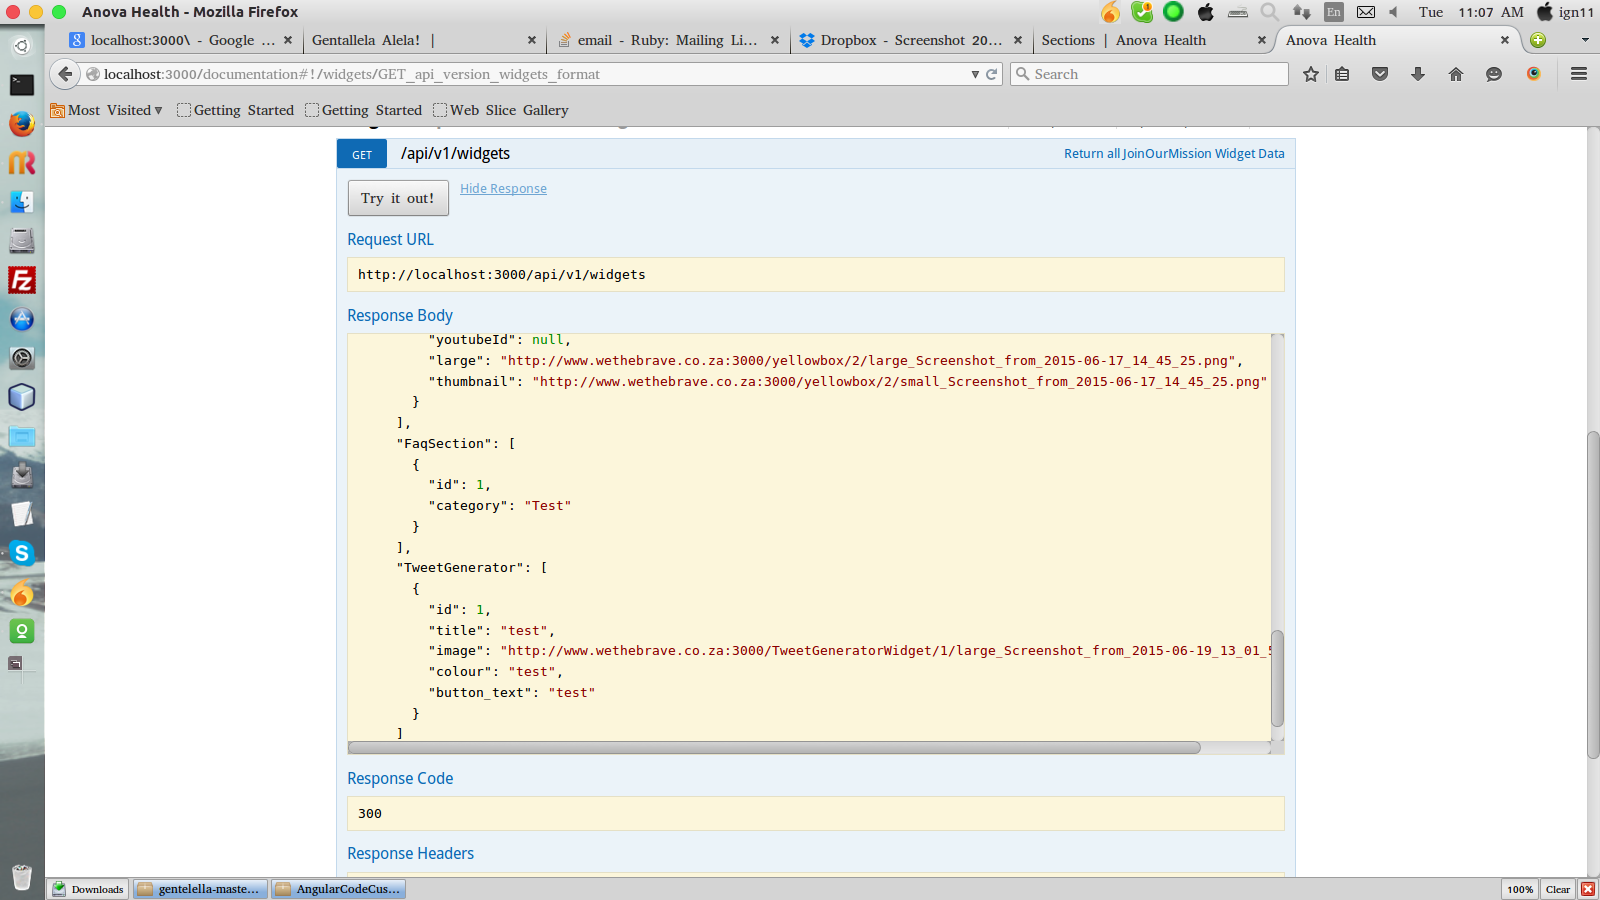 Anova Health - Mozilla Firefox
En
Tue 11:07 AM
ign11
localhost:3000\ - Google ...
Gentallela Alela! |
email - Ruby: Mailing Li...
Dropbox - Screenshot 20...
Sections | Anova Health
Anova Health
localhost:3000/documentation#!/widgets/GET_api_version_widgets_format
Search
Most Visited
Getting Started
Getting Started
Web Slice Gallery
GET
/api/v1/widgets
Return all JoinOurMission Widget Data
Try it out!
Hide Response
Request URL
http://localhost:3000/api/v1/widgets
Response Body
"youtubeId": null,
"large": "http://www.wethebrave.co.za:3000/yellowbox/2/large_Screenshot_from_2015-06-17_14_45_25.png",
"thumbnail": "http://www.wethebrave.co.za:3000/yellowbox/2/small_Screenshot_from_2015-06-17_14_45_25.png"
}
],
"FaqSection": [
{
"id": 1,
"category": "Test"
}
],
"TweetGenerator": [
{
"id": 1,
"title": "test",
"image": "http://www.wethebrave.co.za:3000/TweetGeneratorWidget/1/large_Screenshot_from_2015-06-19_13_01_5
"colour": "test",
"button_text": "test"
}
]
Response Code
300
Response Headers
Downloads
gentelella-maste...
AngularCodeCus...
100%
Clear